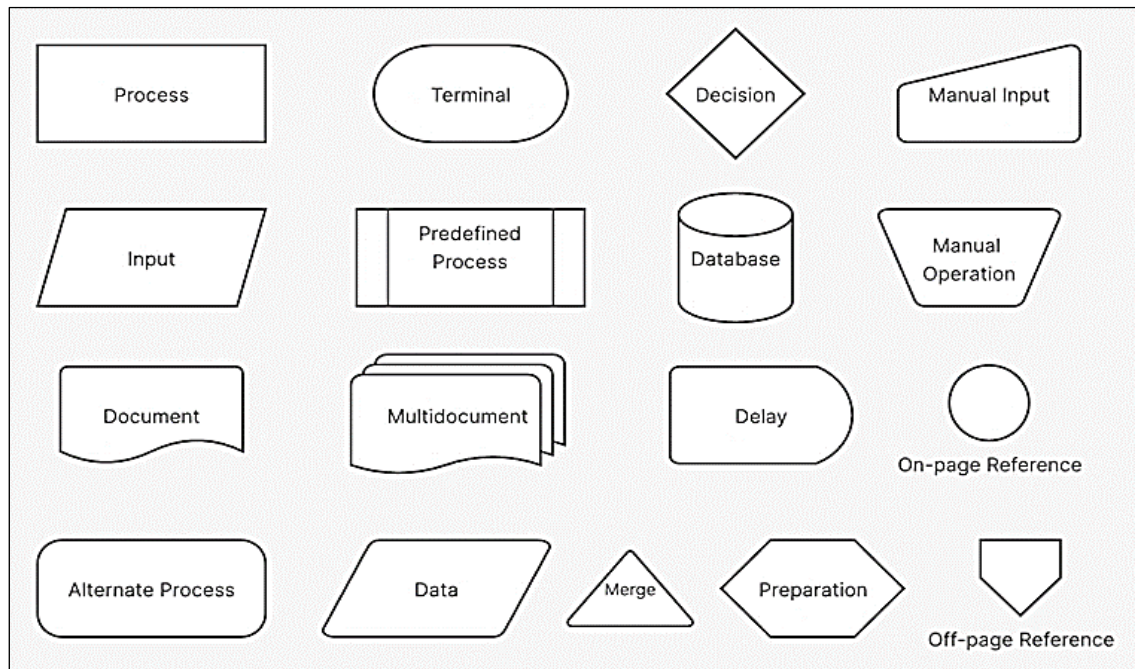 Process
Terminal
Decision
Manual Input
Input
Predefined
Process
Database
Manual
Operation
Document
Multidocument
Delay
On-page Reference
Alternate Process
Data
Merge
Preparation
Off-page Reference